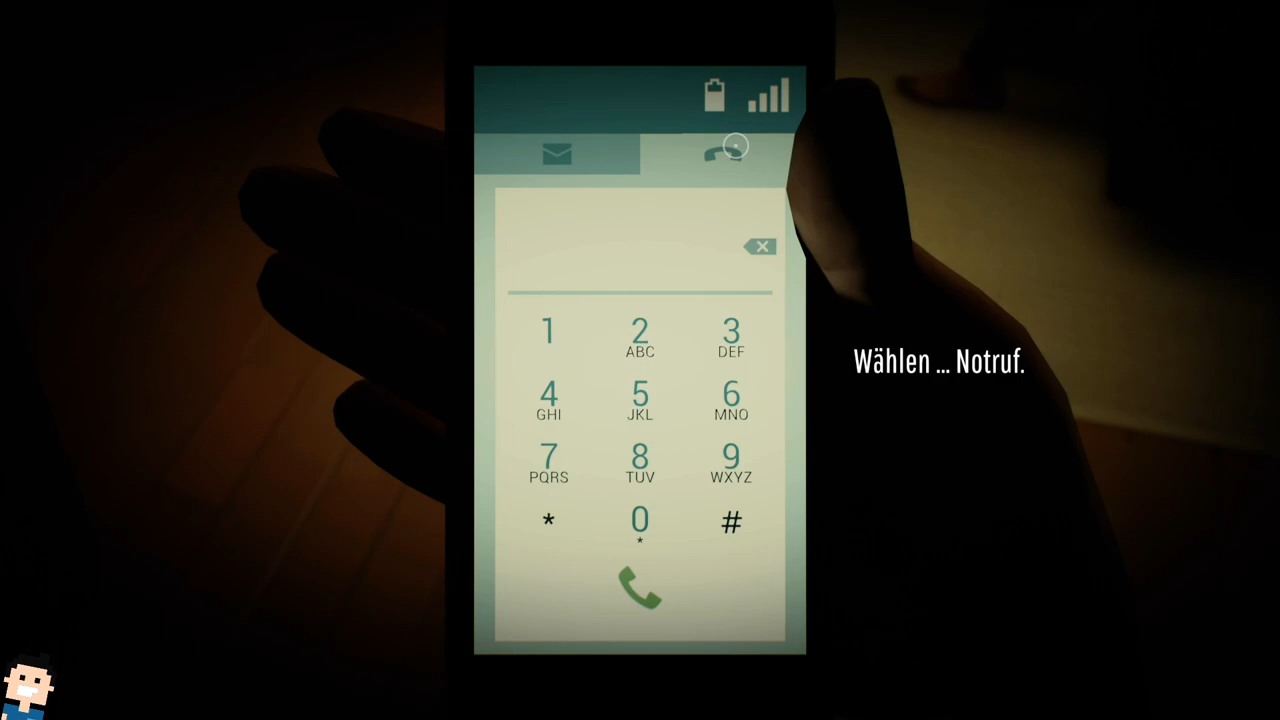 1 2 3
ABC DEF
4 5 6
GHI JKL MNO
7 8 9
PQRS TUV WXYZ
* 0 #
*
Wählen ... Notruf.